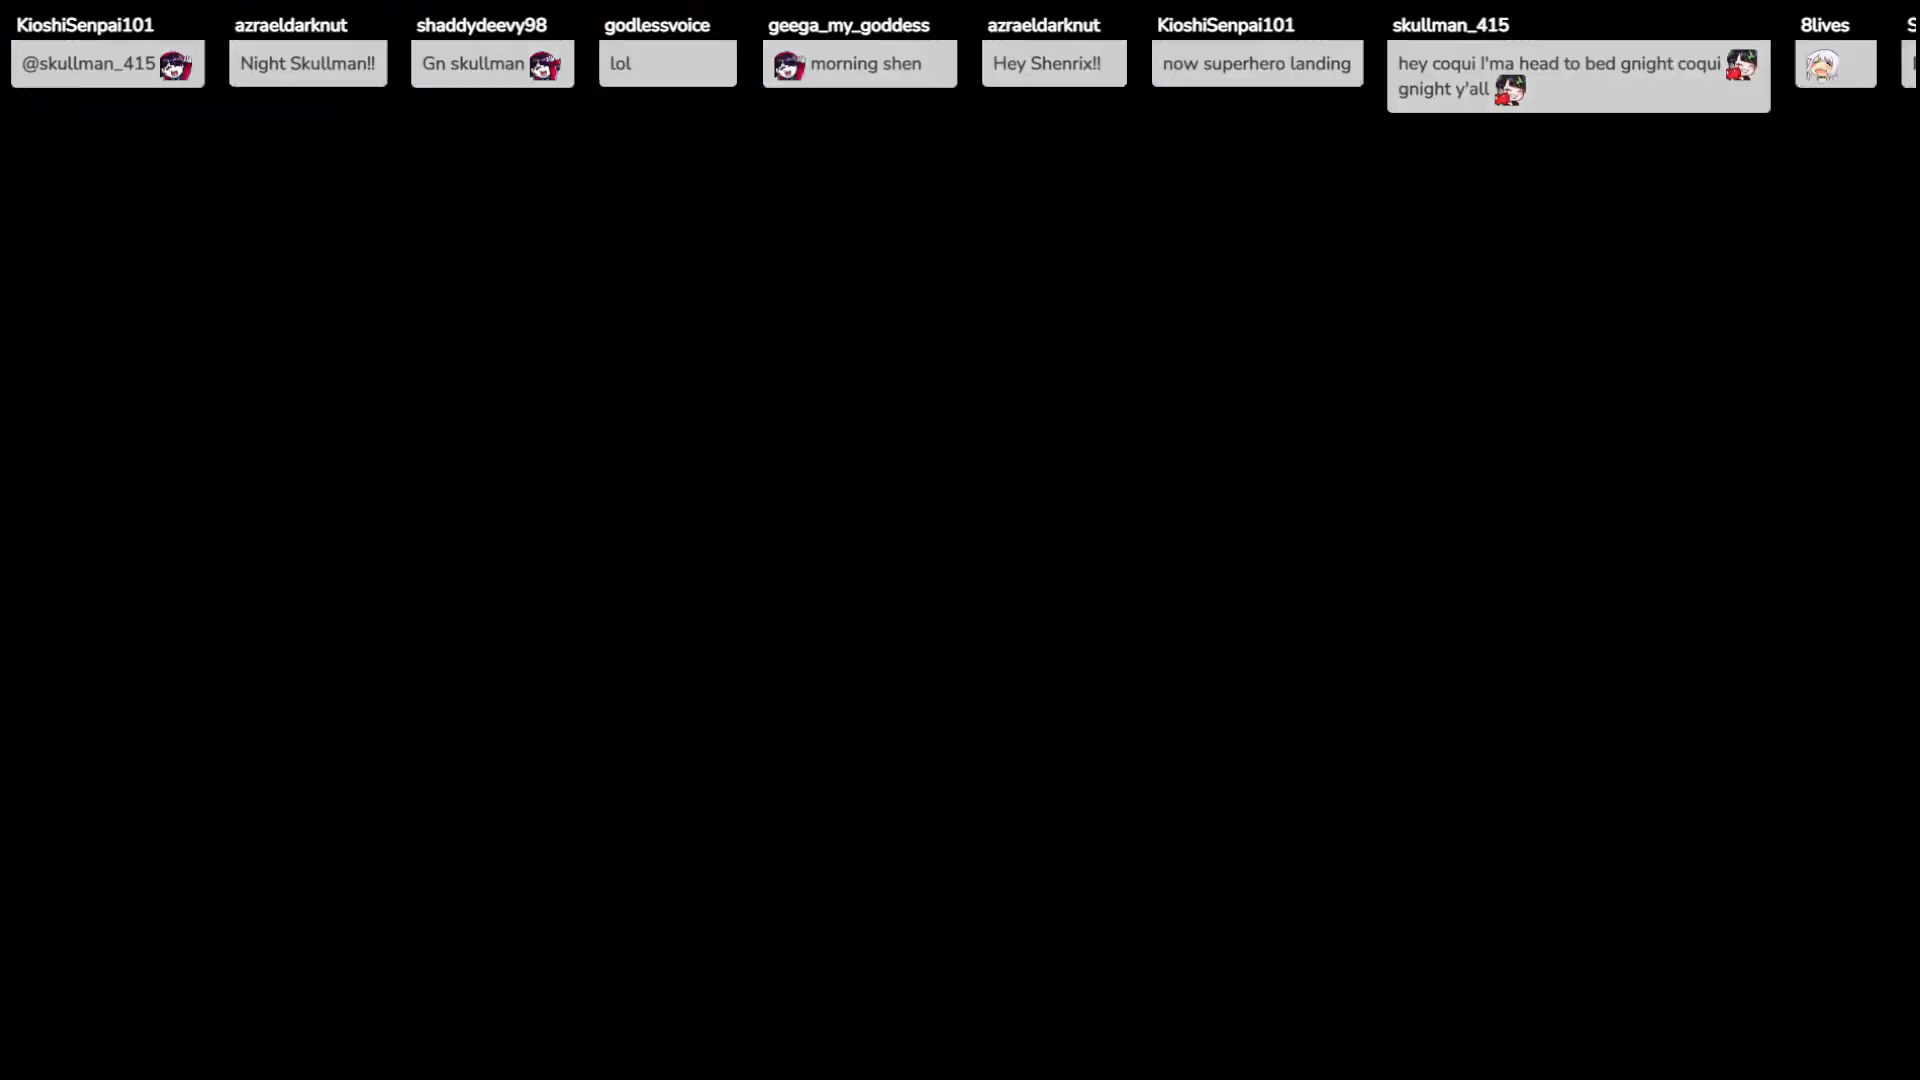 KioshiSenpai101
@skullman_415
azraeldarknut
Night Skullman!!
shaddydeevy98
Gn skullman
godlessvoice
lol
geega_my_goddess
morning shen
azraeldarknut
Hey Shenrix!!
KioshiSenpai101
now superhero landing
skullman_415
hey coqui I'ma head to bed gnight coqui
gnight y'all
8lives